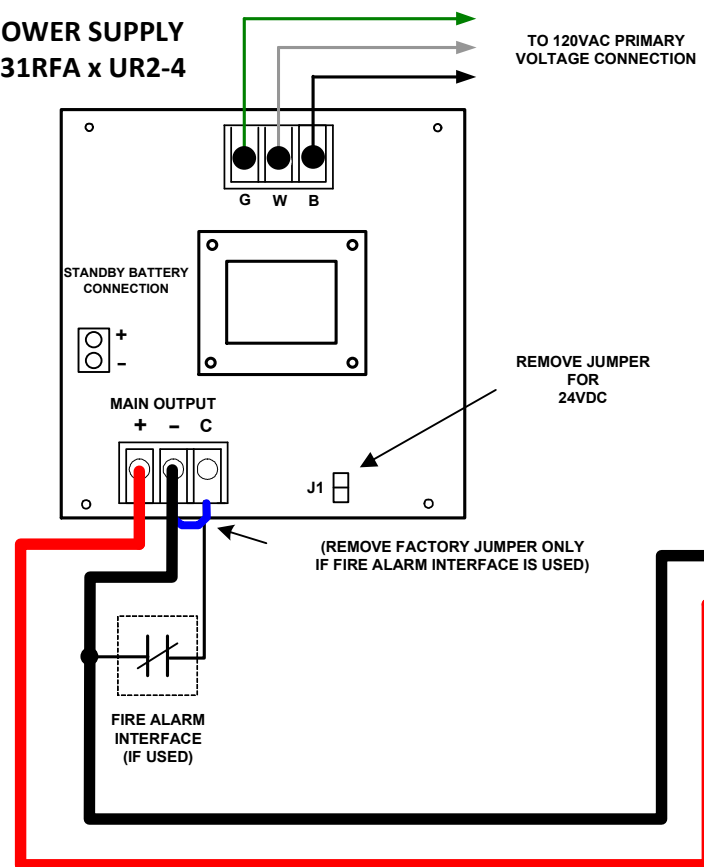 OWER SUPPLY
31RFA x UR2-4
TO 120VAC PRIMARY
VOLTAGE CONNECTION
G W B
STANDBY BATTERY
CONNECTION
+
–
REMOVE JUMPER
FOR
24VDC
MAIN OUTPUT
+ – C
J1
(REMOVE FACTORY JUMPER ONLY
IF FIRE ALARM INTERFACE IS USED)
FIRE ALARM
INTERFACE
(IF USED)